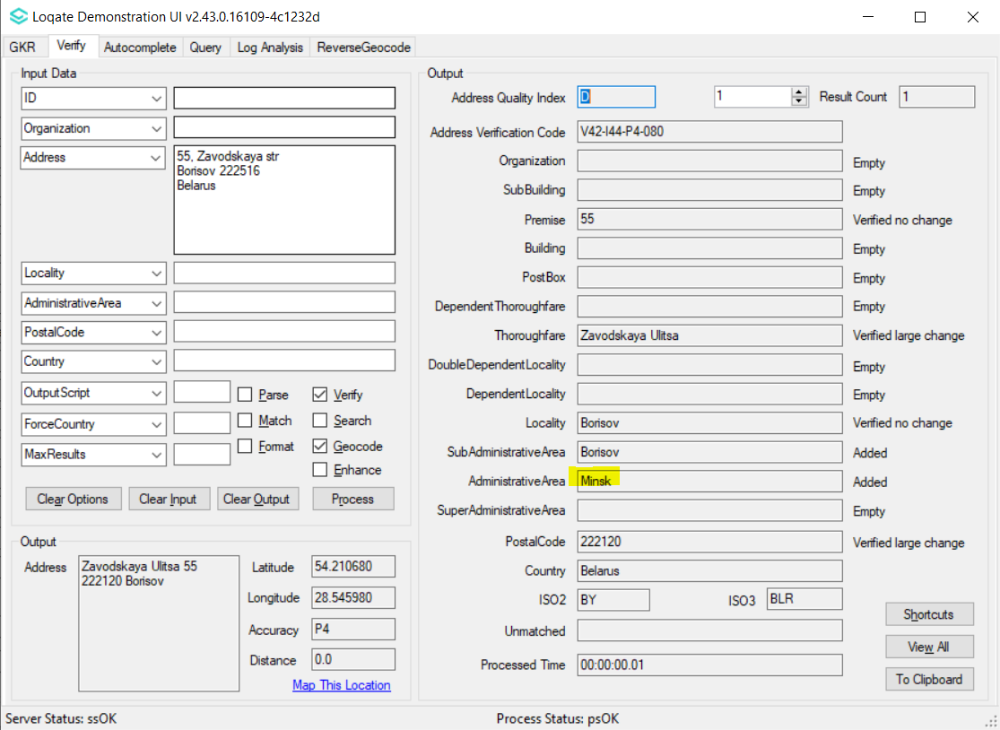 Loqate Demonstration UI v2.43.0.16109-4c1232d
GKR Verify Autocomplete Query Log Analysis ReverseGeocode
Input Data
ID
Organization
Address
55, Zavodskaya str
Borisov 222516
Belarus
Locality
AdministrativeArea
PostalCode
Country
OutputScript Parse Verify
ForceCountry Match Search
MaxResults Format Geocode
Enhance
Clear Options Clear Input Clear Output Process
Output
Address
Zavodskaya Ulitsa 55
222120 Borisov
Latitude 54.210680
Longitude 28.545980
Accuracy P4
Distance 0.0
Map This Location
Output
Address Quality Index D 1 Result Count 1
Address Verification Code V42-I44-P4-080
Organization Empty
SubBuilding Empty
Premise 55 Verified no change
Building Empty
PostBox Empty
DependentThoroughfare Empty
Thoroughfare Zavodskaya Ulitsa Verified large change
DoubleDependentLocality Empty
DependentLocality Empty
Locality Borisov Verified no change
SubAdministrativeArea Borisov Added
AdministrativeArea Minsk Added
SuperAdministrativeArea Empty
PostalCode 222120 Verified large change
Country Belarus
ISO2 BY ISO3 BLR
Unmatched
Processed Time 00:00:00.01
Shortcuts
View All
To Clipboard
Server Status: ssOK Process Status: psOK